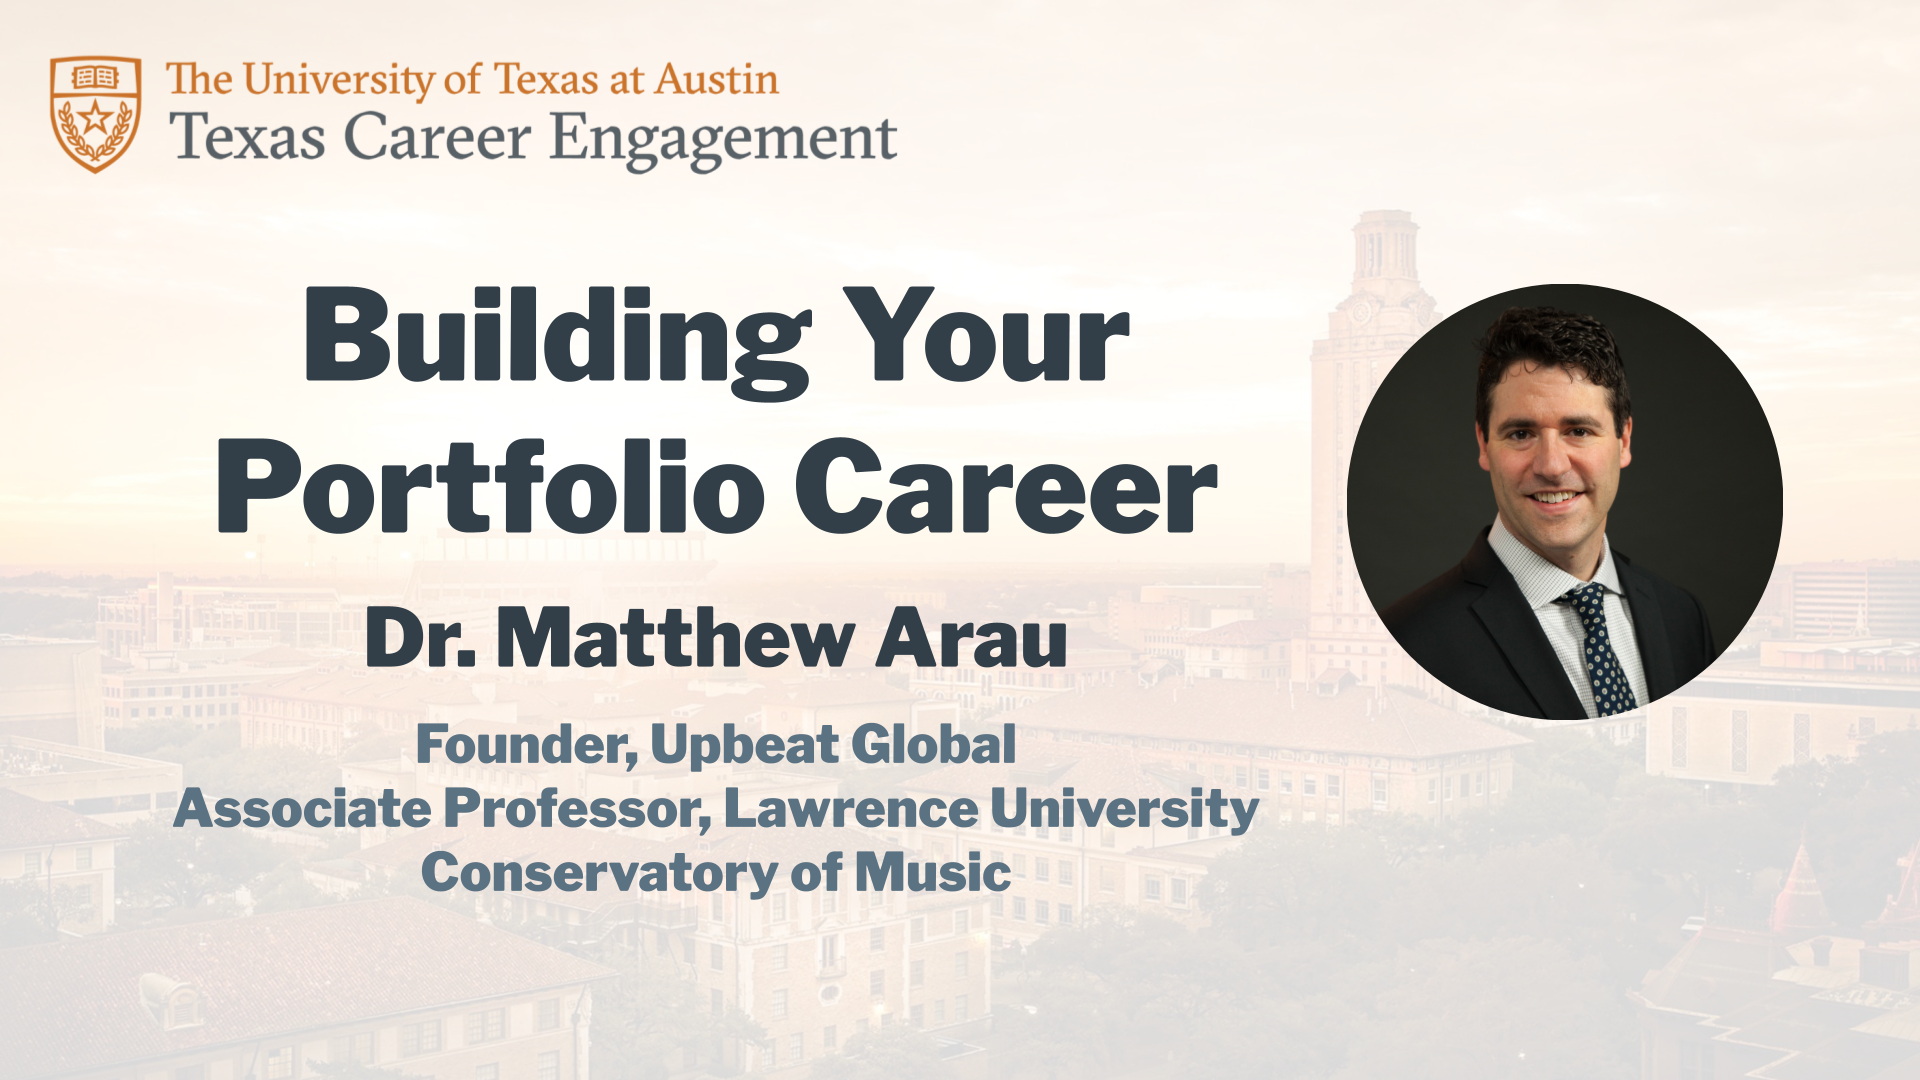 The University of Texas at Austin
Texas Career Engagement
Building Your
Portfolio Career
Dr. Matthew Arau
Founder, Upbeat Global
Associate Professor, Lawrence University
Conservatory of Music